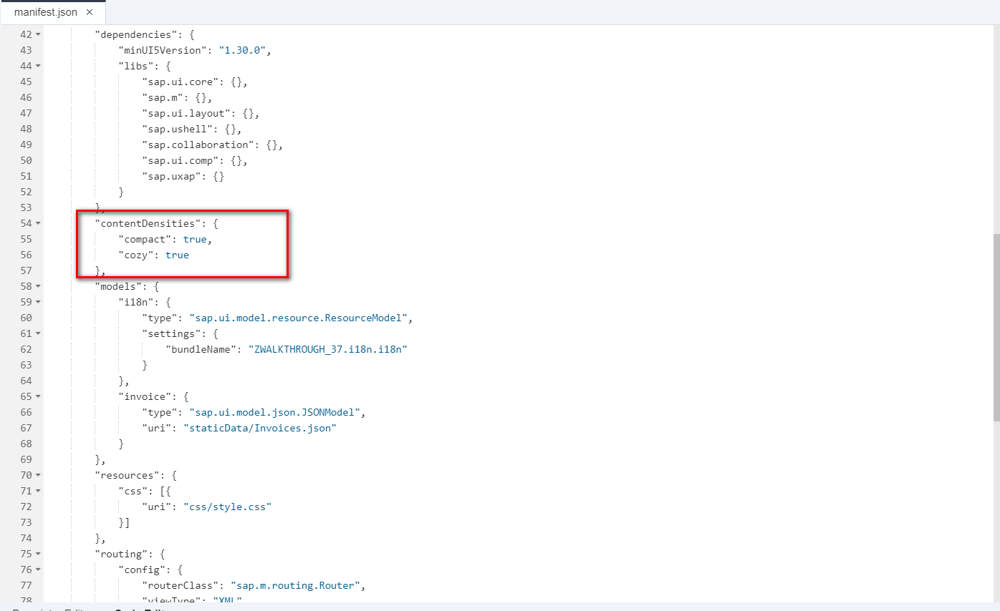 manifest.json ✕
42 "dependencies": {
43 "minUI5Version": "1.30.0",
44 "libs": {
45 "sap.ui.core": {},
46 "sap.m": {},
47 "sap.ui.layout": {},
48 "sap.ushell": {},
49 "sap.collaboration": {},
50 "sap.ui.comp": {},
51 "sap.uxap": {}
52 }
53 },
54 "contentDensities": {
55 "compact": true,
56 "cozy": true
57 },
58 "models": {
59 "i18n": {
60 "type": "sap.ui.model.resource.ResourceModel",
61 "settings": {
62 "bundleName": "ZWALKTHROUGH_37.i18n.i18n"
63 }
64 },
65 "invoice": {
66 "type": "sap.ui.model.json.JSONModel",
67 "uri": "staticData/Invoices.json"
68 }
69 },
70 "resources": {
71 "css": [{
72 "uri": "css/style.css"
73 }]
74 },
75 "routing": {
76 "config": {
77 "routerClass": "sap.m.routing.Router",
78 "viewType": "XML"